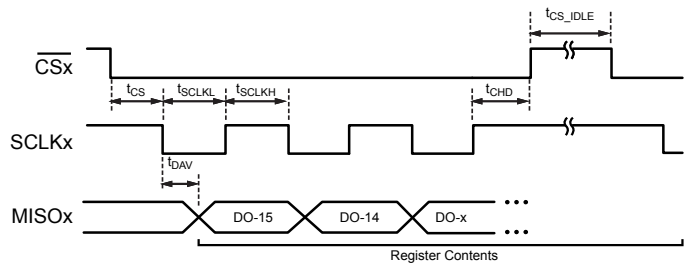 tCS_IDLE
CSx
tCS tSCLKL tSCLKH tCHD
SCLKx
tDAV
MISOx DO-15 DO-14 DO-x
Register Contents